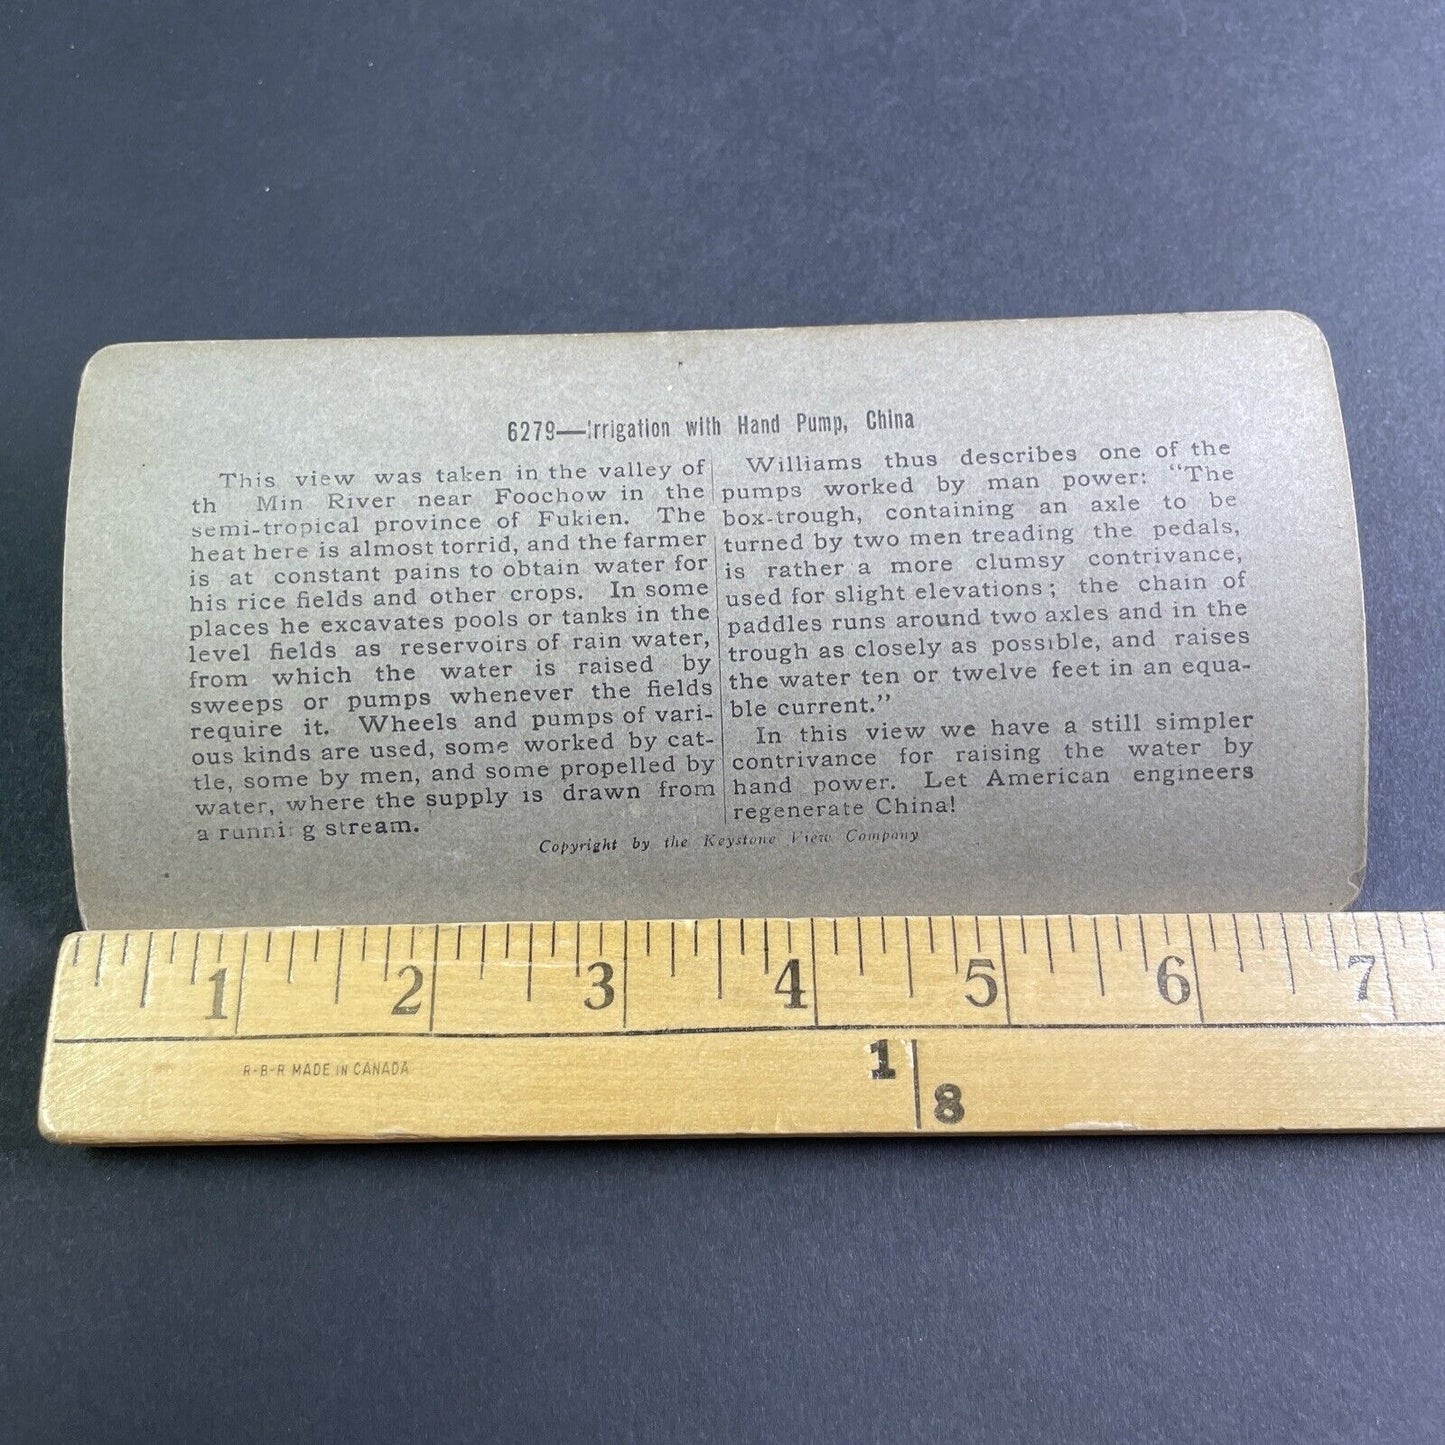 6279—Irrigation with Hand Pump, China
This view was taken in the valley of
th Min River near Foochow in the
semi-tropical province of Fukien. The
heat here is almost torrid, and the farmer
is at constant pains to obtain water for
his rice fields and other crops. In some
places he excavates pools or tanks in the
level fields as reservoirs of rain water,
from which the water is raised by
sweeps or pumps whenever the fields
require it. Wheels and pumps of vari-
ous kinds are used, some worked by cat-
tle, some by men, and some propelled by
water, where the supply is drawn from
a running stream.
Williams thus describes one of the
pumps worked by man power: "The
box-trough, containing an axle to be
turned by two men treading the pedals,
is rather a more clumsy contrivance,
used for slight elevations; the chain of
paddles runs around two axles and in the
trough as closely as possible, and raises
the water ten or twelve feet in an equa-
ble current."
In this view we have a still simpler
contrivance for raising the water by
hand power. Let American engineers
regenerate China!
Copyright by the Keystone View Company
1 2 3 4 5 6 7
R-B-R MADE IN CANADA
1 8